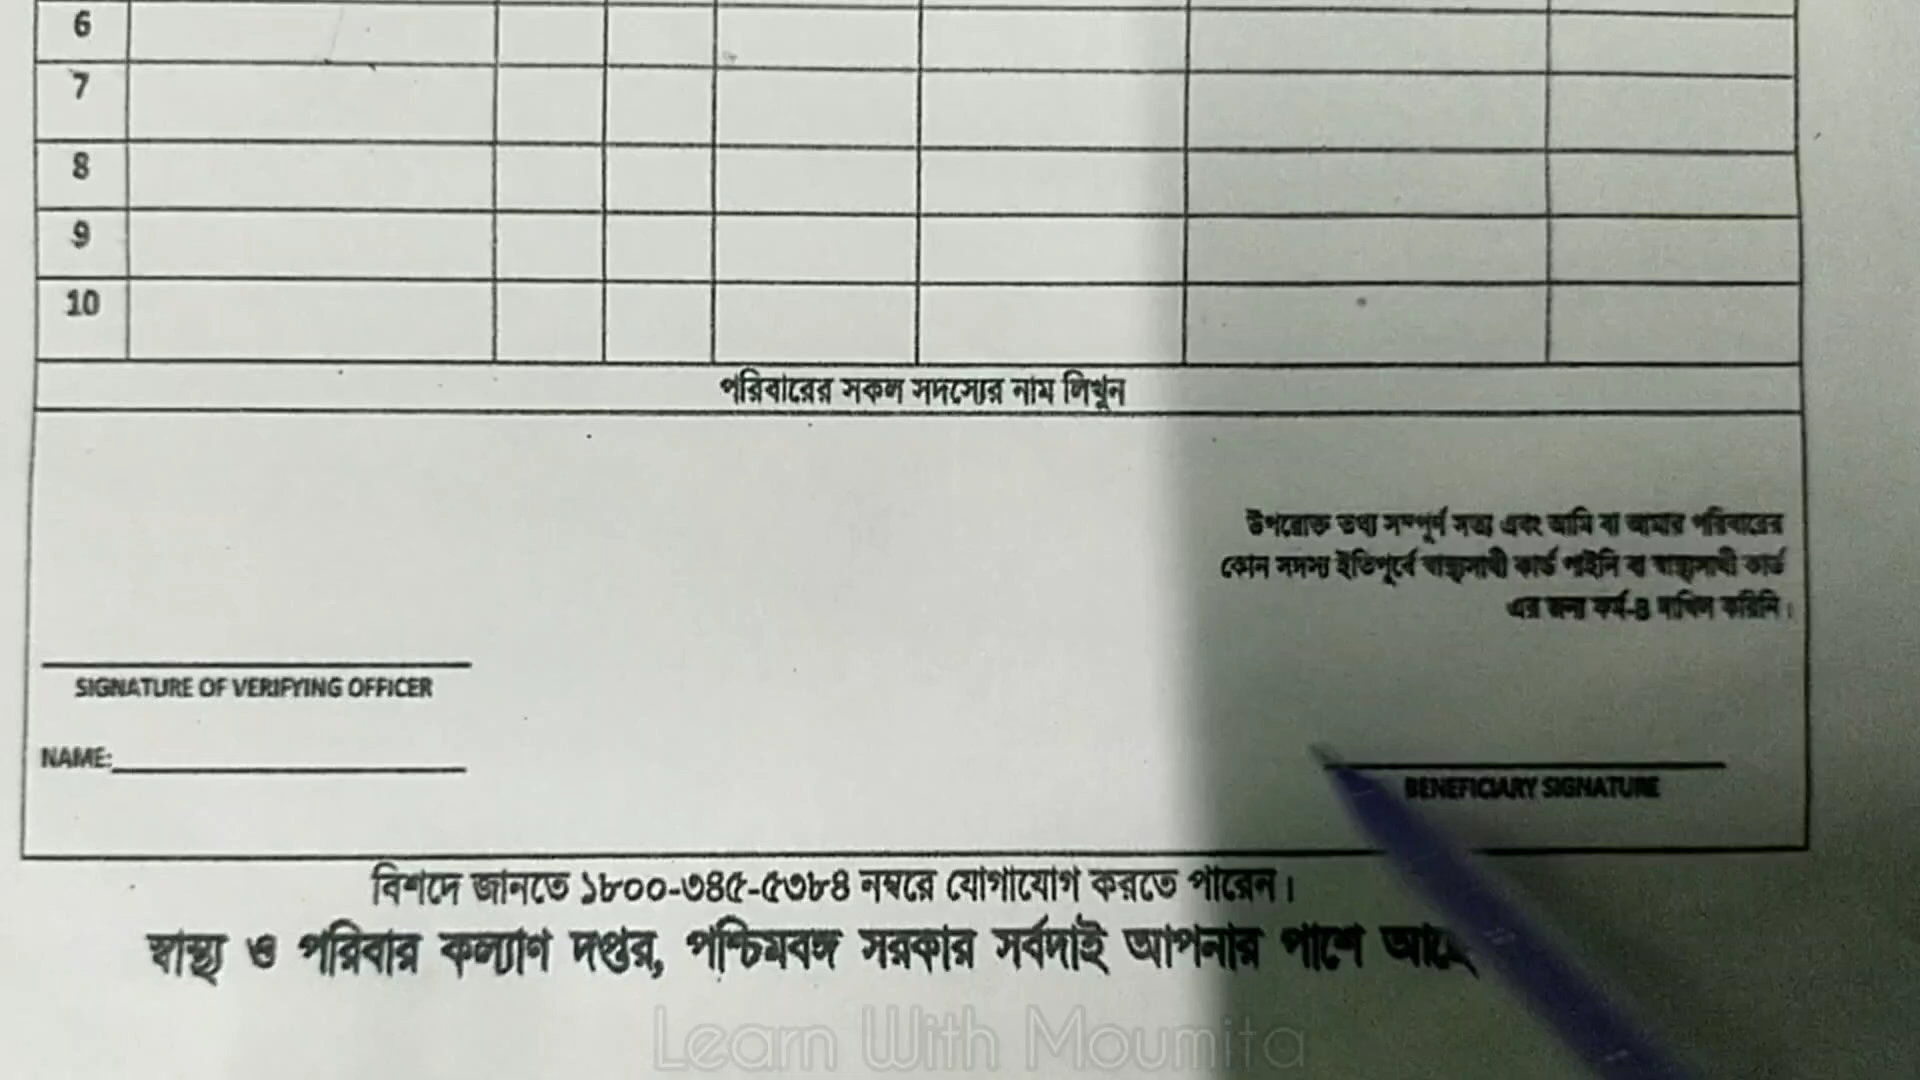 6
7
8
9
10
পরিবারের সকল সদস্যের নাম লিখুন
উপরোক্ত তথ্য সম্পূর্ণ সত্য এবং আমি বা আমার পরিবারের
কোন সদস্য ইতিপূর্বে স্বাস্থ্যসাথী কার্ড পাইনি বা স্বাস্থ্যসাথী কার্ড
এর জন্য ফর্ম-B দাখিল করিনি।
SIGNATURE OF VERIFYING OFFICER
NAME:
BENEFICIARY SIGNATURE
বিশদে জানতে ১৮০০-৩৪৫-৫৩৮৪ নম্বরে যোগাযোগ করতে পারেন।
স্বাস্থ্য ও পরিবার কল্যাণ দপ্তর, পশ্চিমবঙ্গ সরকার সর্বদাই আপনার পাশে
Learn With Moumita